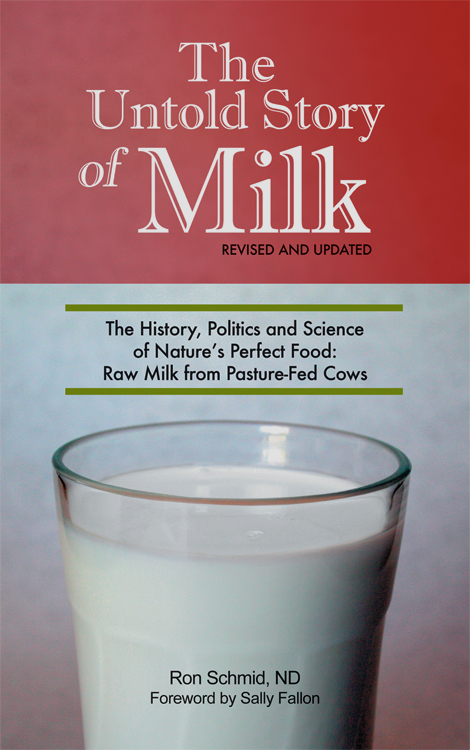 The
Untold Story
of Milk
REVISED AND UPDATED
The History, Politics and Science
of Nature's Perfect Food:
Raw Milk from Pasture-Fed Cows
Ron Schmid, ND
Foreword by Sally Fallon